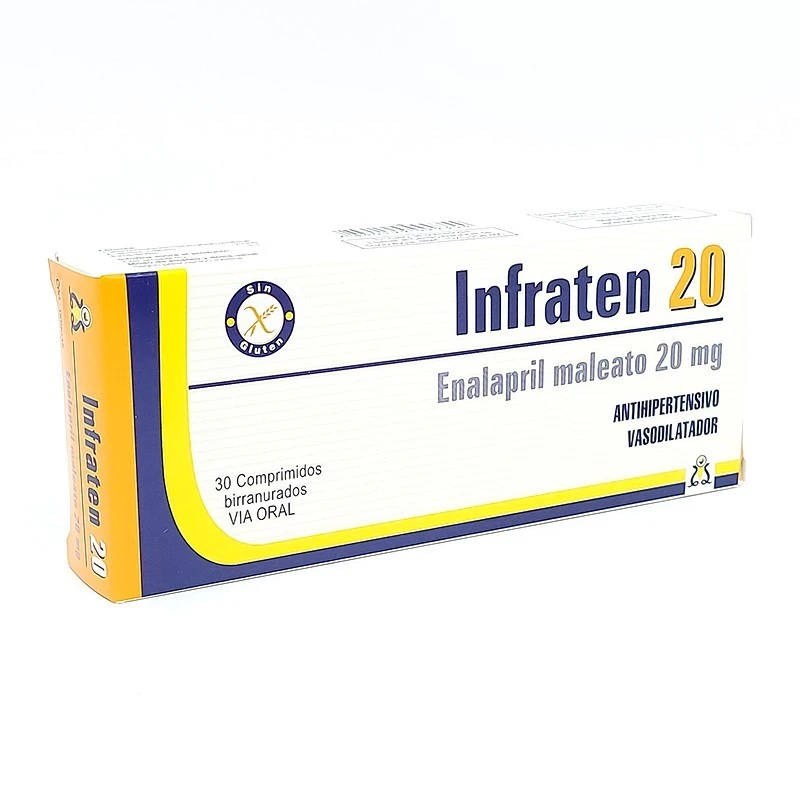 Sin
Gluten
Infraten 20
Enalapril maleato 20 mg
ANTIHIPERTENSIVO
VASODILATADOR
30 Comprimidos
birranurados
VIA ORAL
Infraten 20
Enalapril maleato 20 mg